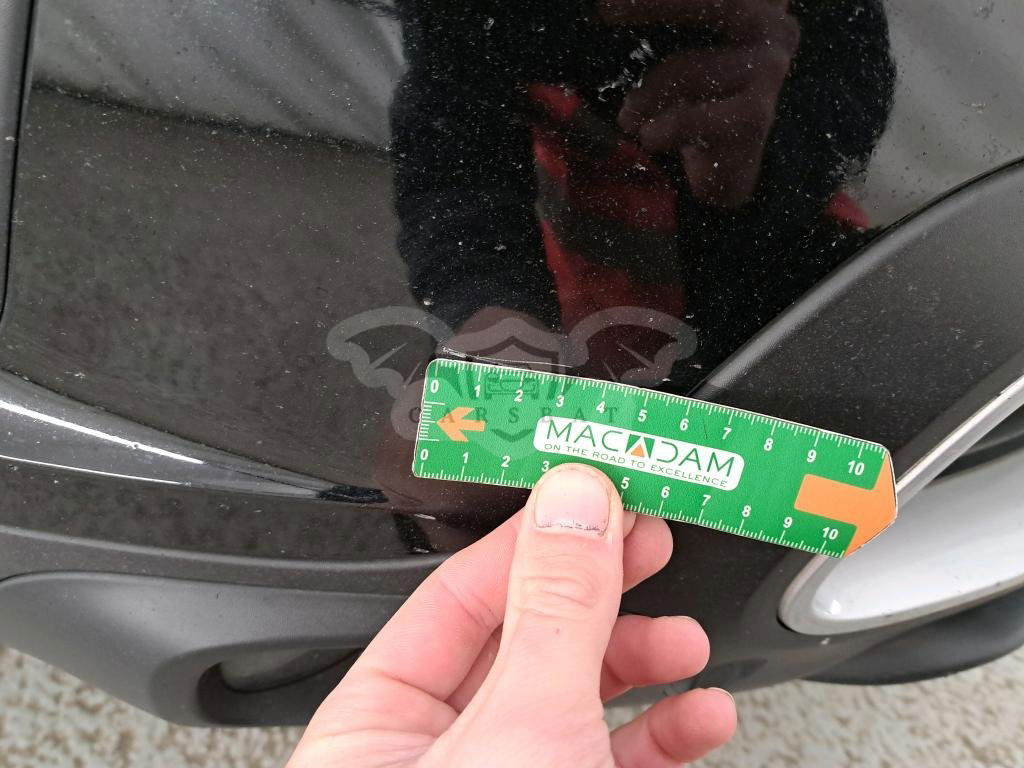 0 1 2 3 4 5 6 7 8 9 10
CARSBAT
MACADAM
ON THE ROAD TO EXCELLENCE
0 1 2 3 5 6 7 8 9 10